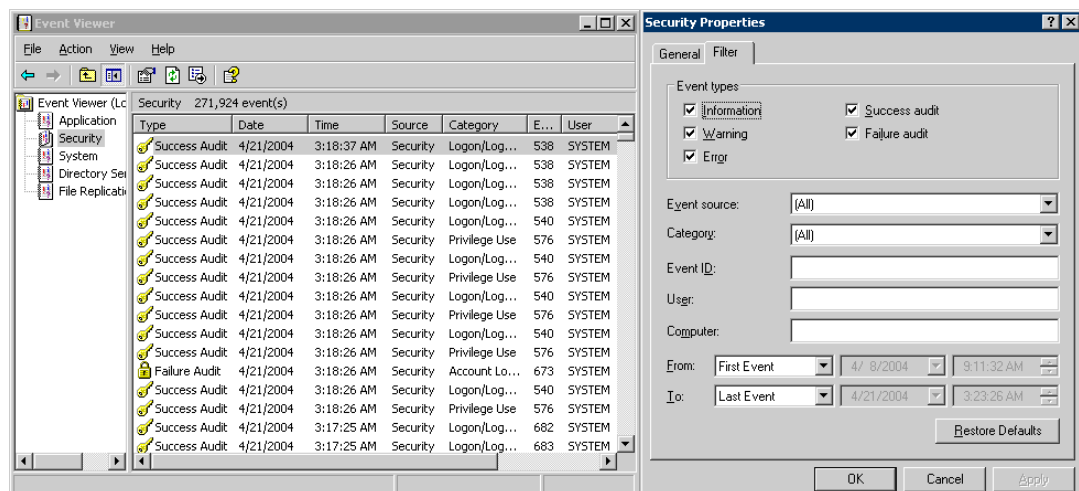 Event Viewer
File Action View Help
Event Viewer (Lc
Application
Security
System
Directory Ser
File Replicati
Security 271,924 event(s)
Type Date Time Source Category E... User
Success Audit 4/21/2004 3:18:37 AM Security Logon/Log... 538 SYSTEM
Success Audit 4/21/2004 3:18:26 AM Security Logon/Log... 538 SYSTEM
Success Audit 4/21/2004 3:18:26 AM Security Logon/Log... 538 SYSTEM
Success Audit 4/21/2004 3:18:26 AM Security Logon/Log... 538 SYSTEM
Success Audit 4/21/2004 3:18:26 AM Security Logon/Log... 540 SYSTEM
Success Audit 4/21/2004 3:18:26 AM Security Privilege Use 576 SYSTEM
Success Audit 4/21/2004 3:18:26 AM Security Logon/Log... 540 SYSTEM
Success Audit 4/21/2004 3:18:26 AM Security Privilege Use 576 SYSTEM
Success Audit 4/21/2004 3:18:26 AM Security Logon/Log... 540 SYSTEM
Success Audit 4/21/2004 3:18:26 AM Security Privilege Use 576 SYSTEM
Success Audit 4/21/2004 3:18:26 AM Security Logon/Log... 540 SYSTEM
Success Audit 4/21/2004 3:18:26 AM Security Privilege Use 576 SYSTEM
Failure Audit 4/21/2004 3:18:26 AM Security Account Lo... 673 SYSTEM
Success Audit 4/21/2004 3:18:26 AM Security Logon/Log... 540 SYSTEM
Success Audit 4/21/2004 3:18:26 AM Security Privilege Use 576 SYSTEM
Success Audit 4/21/2004 3:17:25 AM Security Logon/Log... 682 SYSTEM
Success Audit 4/21/2004 3:17:25 AM Security Logon/Log... 683 SYSTEM
Security Properties
General Filter
Event types
Information Success audit
Warning Failure audit
Error
Event source: (All)
Category: (All)
Event ID:
User:
Computer:
From: First Event 4/ 8/2004 9:11:32 AM
To: Last Event 4/21/2004 3:23:26 AM
Restore Defaults
OK Cancel Apply